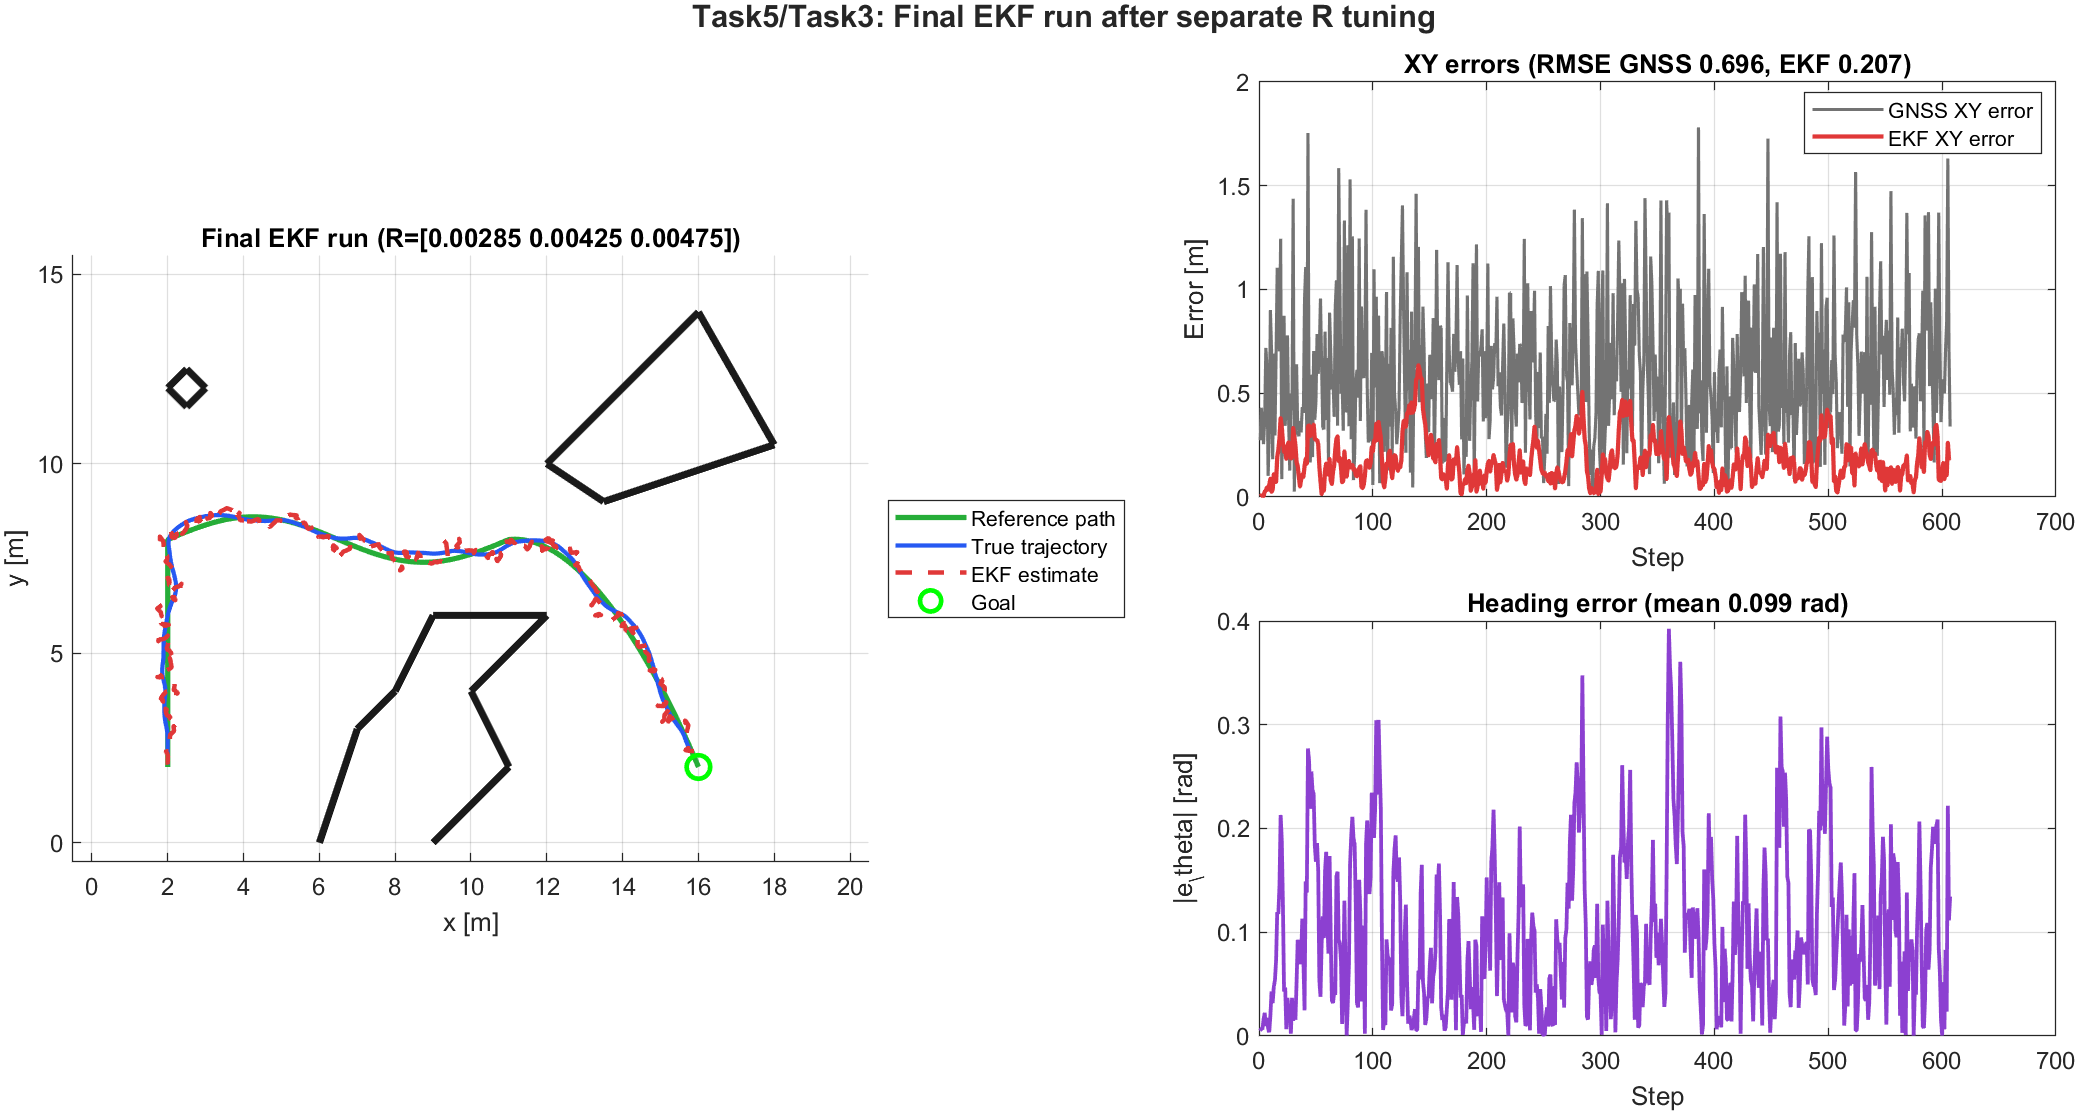 Task5/Task3: Final EKF run after separate R tuning
Final EKF run (R=[0.00285 0.00425 0.00475])
15
10
5
0
y [m]
0 2 4 6 8 10 12 14 16 18 20
x [m]
Reference path
True trajectory
EKF estimate
Goal
XY errors (RMSE GNSS 0.696, EKF 0.207)
2
1.5
1
0.5
0
Error [m]
GNSS XY error
EKF XY error
0 100 200 300 400 500 600 700
Step
Heading error (mean 0.099 rad)
0.4
0.3
0.2
0.1
0
|e\theta| [rad]
0 100 200 300 400 500 600 700
Step